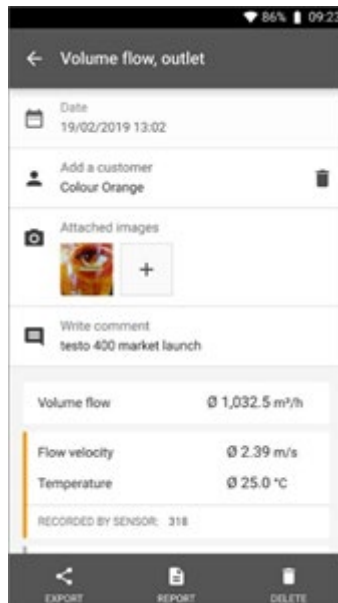 86% 09:23
Volume flow, outlet
Date
19/02/2019 13:02
Add a customer
Colour Orange
Attached images
+
Write comment
testo 400 market launch
Volume flow Ø 1,032.5 m³/h
Flow velocity Ø 2.39 m/s
Temperature Ø 25.0 °C
RECORDED BY SENSOR: 318
EXPORT REPORT DELETE